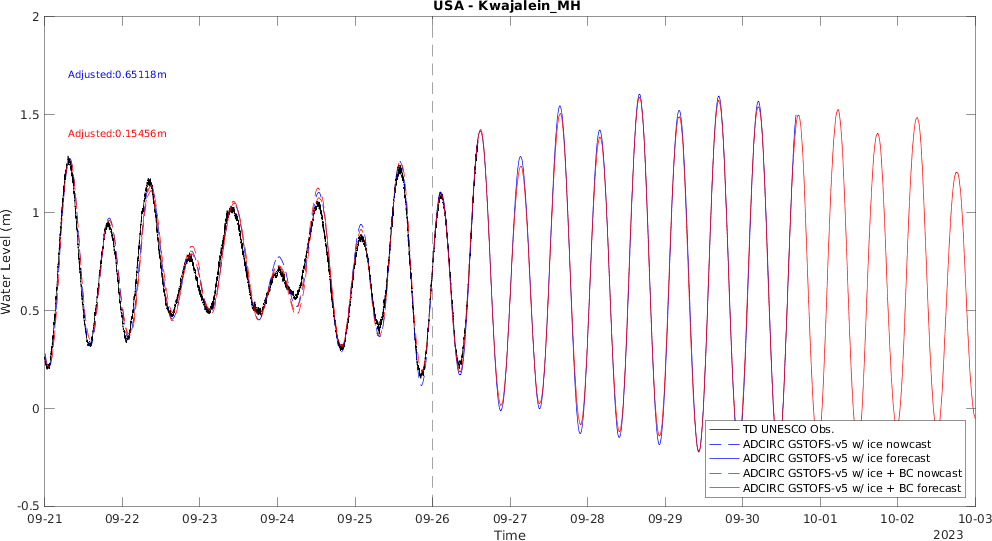 USA - Kwajalein_MH
Adjusted:0.65118m
Adjusted:0.15456m
Water Level (m)
2
1.5
1
0.5
0
-0.5
TD UNESCO Obs.
ADCIRC GSTOFS-v5 w/ ice nowcast
ADCIRC GSTOFS-v5 w/ ice forecast
ADCIRC GSTOFS-v5 w/ ice + BC nowcast
ADCIRC GSTOFS-v5 w/ ice + BC forecast
09-21 09-22 09-23 09-24 09-25 09-26 09-27 09-28 09-29 09-30 10-01 10-02 10-03
Time
2023